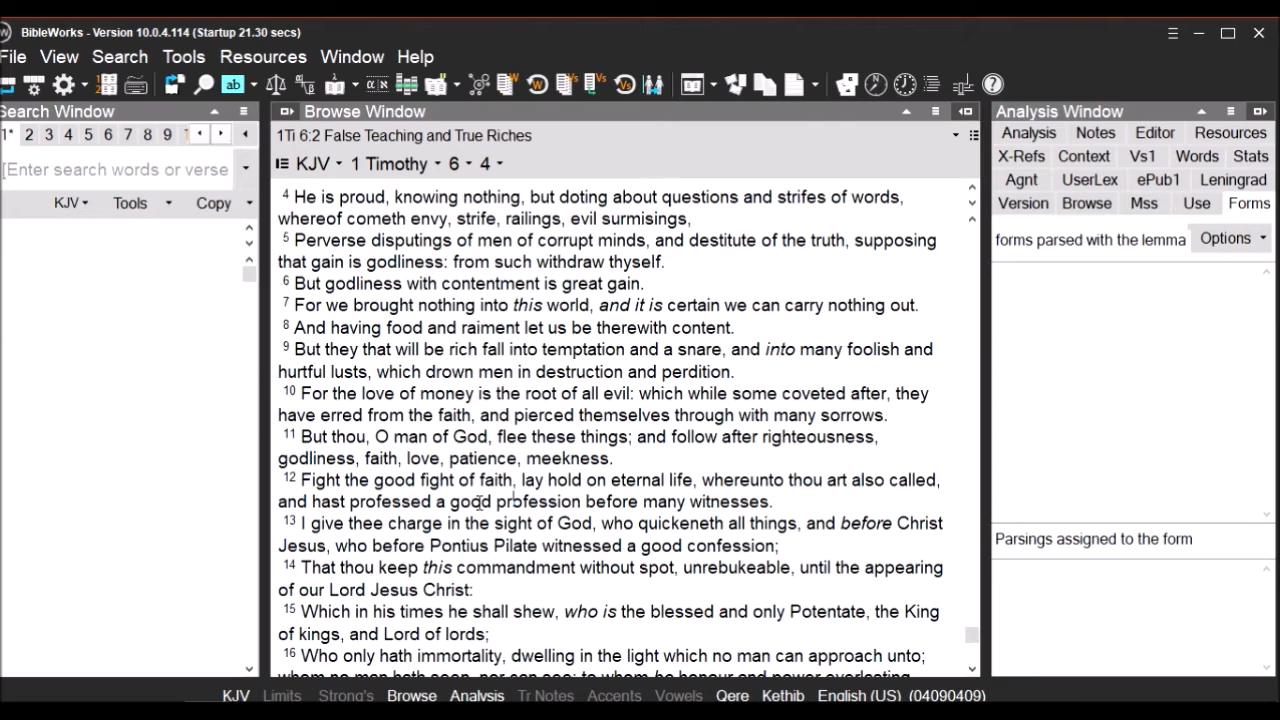 BibleWorks - Version 10.0.4.114 (Startup 21.30 secs)
File View Search Tools Resources Window Help
Search Window
1* 2 3 4 5 6 7 8 9
[Enter search words or verse
KJV Tools Copy
Browse Window
1Ti 6:2 False Teaching and True Riches
KJV 1 Timothy 6 4
4 He is proud, knowing nothing, but doting about questions and strifes of words,
whereof cometh envy, strife, railings, evil surmisings,
5 Perverse disputings of men of corrupt minds, and destitute of the truth, supposing
that gain is godliness: from such withdraw thyself.
6 But godliness with contentment is great gain.
7 For we brought nothing into this world, and it is certain we can carry nothing out.
8 And having food and raiment let us be therewith content.
9 But they that will be rich fall into temptation and a snare, and into many foolish and
hurtful lusts, which drown men in destruction and perdition.
10 For the love of money is the root of all evil: which while some coveted after, they
have erred from the faith, and pierced themselves through with many sorrows.
11 But thou, O man of God, flee these things; and follow after righteousness,
godliness, faith, love, patience, meekness.
12 Fight the good fight of faith, lay hold on eternal life, whereunto thou art also called,
and hast professed a good profession before many witnesses.
13 I give thee charge in the sight of God, who quickeneth all things, and before Christ
Jesus, who before Pontius Pilate witnessed a good confession;
14 That thou keep this commandment without spot, unrebukeable, until the appearing
of our Lord Jesus Christ:
15 Which in his times he shall shew, who is the blessed and only Potentate, the King
of kings, and Lord of lords;
16 Who only hath immortality, dwelling in the light which no man can approach unto;
whom no man hath seen, nor can see: to whom be honour and power everlasting
Analysis Window
Analysis Notes Editor Resources
X-Refs Context Vs1 Words Stats
Agnt UserLex ePub1 Leningrad
Version Browse Mss Use Forms
forms parsed with the lemma Options
Parsings assigned to the form
KJV Limits Strong's Browse Analysis Tr Notes Accents Vowels Qere Kethib English (US) (04090409)